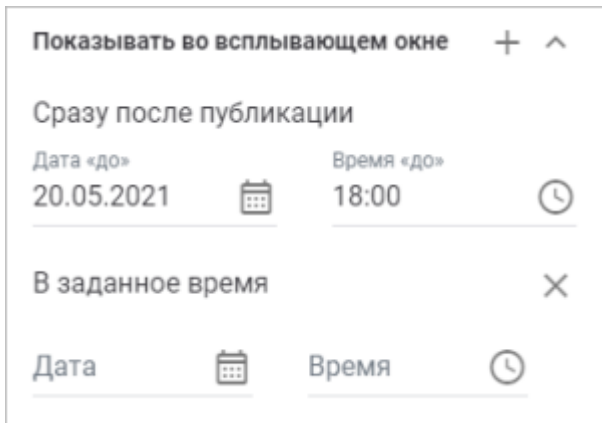 Показывать во всплывающем окне
Сразу после публикации
Дата «до» Время «до»
20.05.2021 18:00
В заданное время
Дата Время